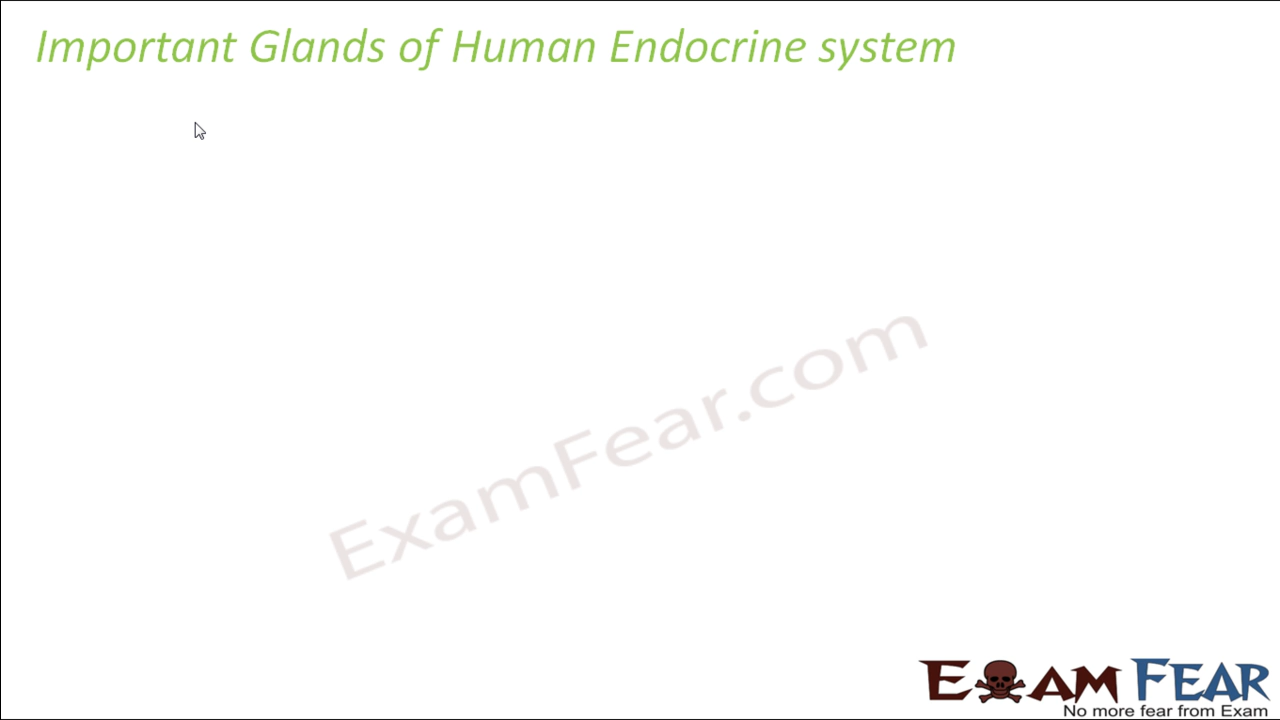 Important Glands of Human Endocrine system
ExamFear.com
EXAM FEAR
No more fear from Exam